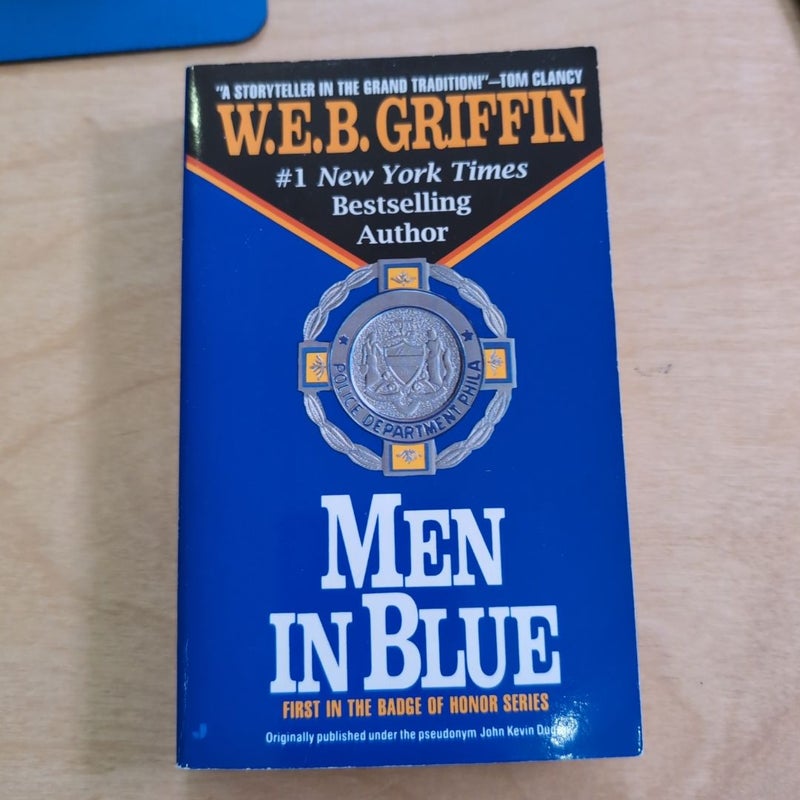 "A STORYTELLER IN THE GRAND TRADITION!"—TOM CLANCY
W.E.B. GRIFFIN
#1 New York Times
Bestselling
Author
POLICE DEPARTMENT PHILA
MEN
IN BLUE
FIRST IN THE BADGE OF HONOR SERIES
Originally published under the pseudonym John Kevin